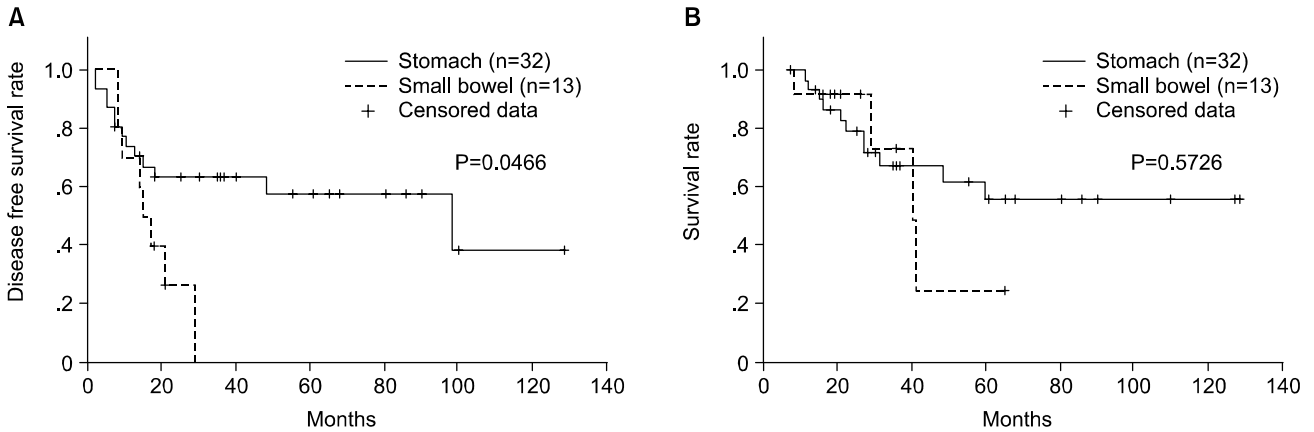 A
Disease free survival rate
1.0
.8
.6
.4
.2
0
Stomach (n=32)
Small bowel (n=13)
Censored data
P=0.0466
0 20 40 60 80 100 120 140
Months
B
Survival rate
1.0
.8
.6
.4
.2
0
Stomach (n=32)
Small bowel (n=13)
Censored data
P=0.5726
0 20 40 60 80 100 120 140
Months